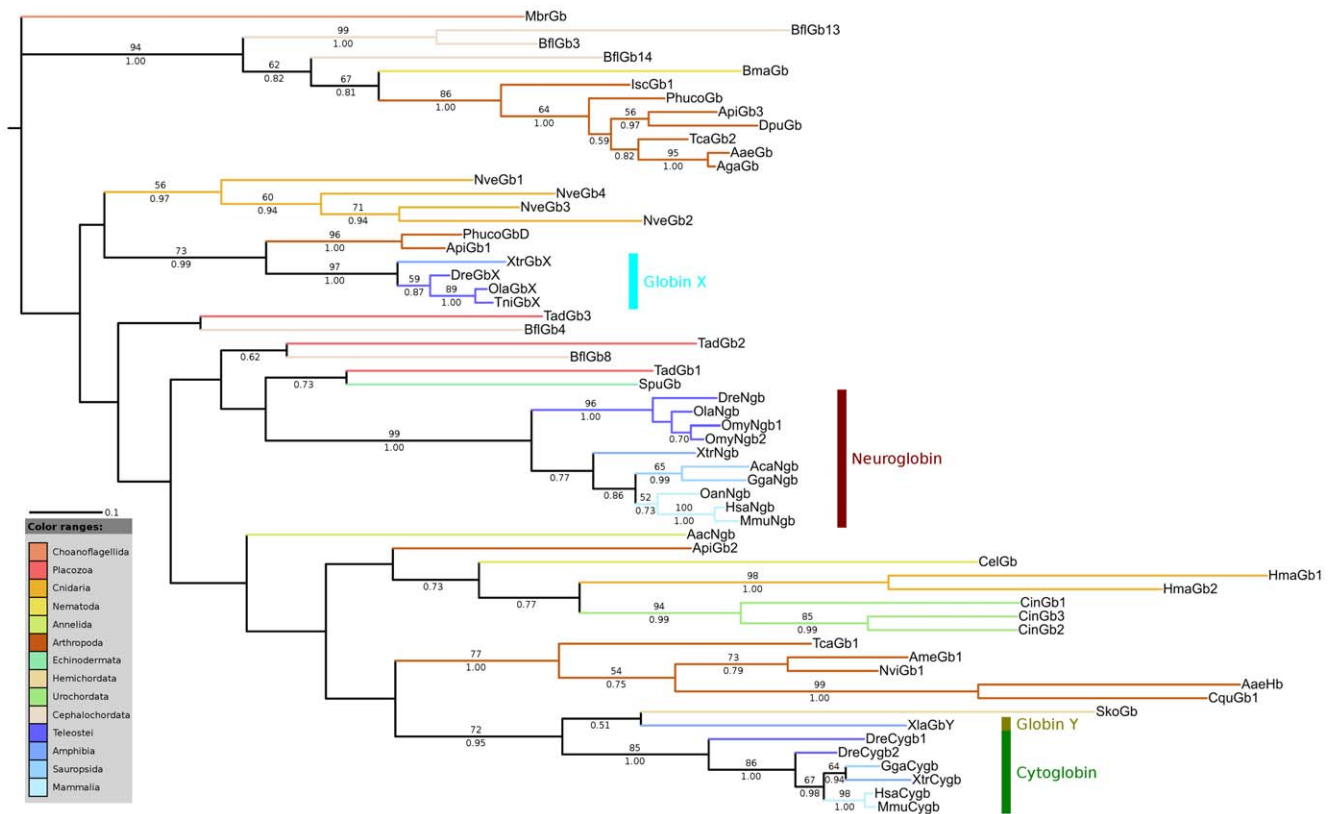 MbrGb
99
BflGb13
94
1.00
BflGb3
1.00
62
BflGb14
0.82
67
BmaGb
0.81
86
IscGb1
1.00
64
PhucoGb
1.00
56
ApiGb3
0.97
DpuGb
0.59
TcaGb2
0.82
95
AaeGb
1.00
AgaGb
56
NveGb1
0.97
60
NveGb4
0.94
71
NveGb3
0.94
NveGb2
96
PhucoGbD
73
1.00
ApiGb1
0.99
97
XtrGbX
1.00
59
DreGbX
0.87
89
OlaGbX
1.00
TniGbX
Globin X
TadGb3
BflGb4
TadGb2
0.62
BflGb8
TadGb1
0.73
SpuGb
96
DreNgb
1.00
OlaNgb
OmyNgb1
99
0.70
OmyNgb2
1.00
XtrNgb
0.77
65
AcaNgb
0.99
GgaNgb
0.86
52
OanNgb
0.73
100
HsaNgb
1.00
MmuNgb
Neuroglobin
0.1
Color ranges:
Choanoflagellida
Placozoa
Cnidaria
Nematoda
Annelida
Arthropoda
Echinodermata
Hemichordata
Urochordata
Cephalochordata
Teleostei
Amphibia
Sauropsida
Mammalia
AacNgb
ApiGb2
0.73
CelGb
0.77
98
HmaGb1
1.00
HmaGb2
94
CinGb1
0.99
85
CinGb3
0.99
CinGb2
77
TcaGb1
1.00
54
73
AmeGb1
0.75
0.79
NviGb1
99
AaeHb
1.00
CquGb1
72
SkoGb
0.95
0.51
XlaGbY
Globin Y
85
DreCygb1
1.00
86
DreCygb2
1.00
64
GgaCygb
67
0.94
XtrCygb
0.98
98
HsaCygb
1.00
MmuCygb
Cytoglobin